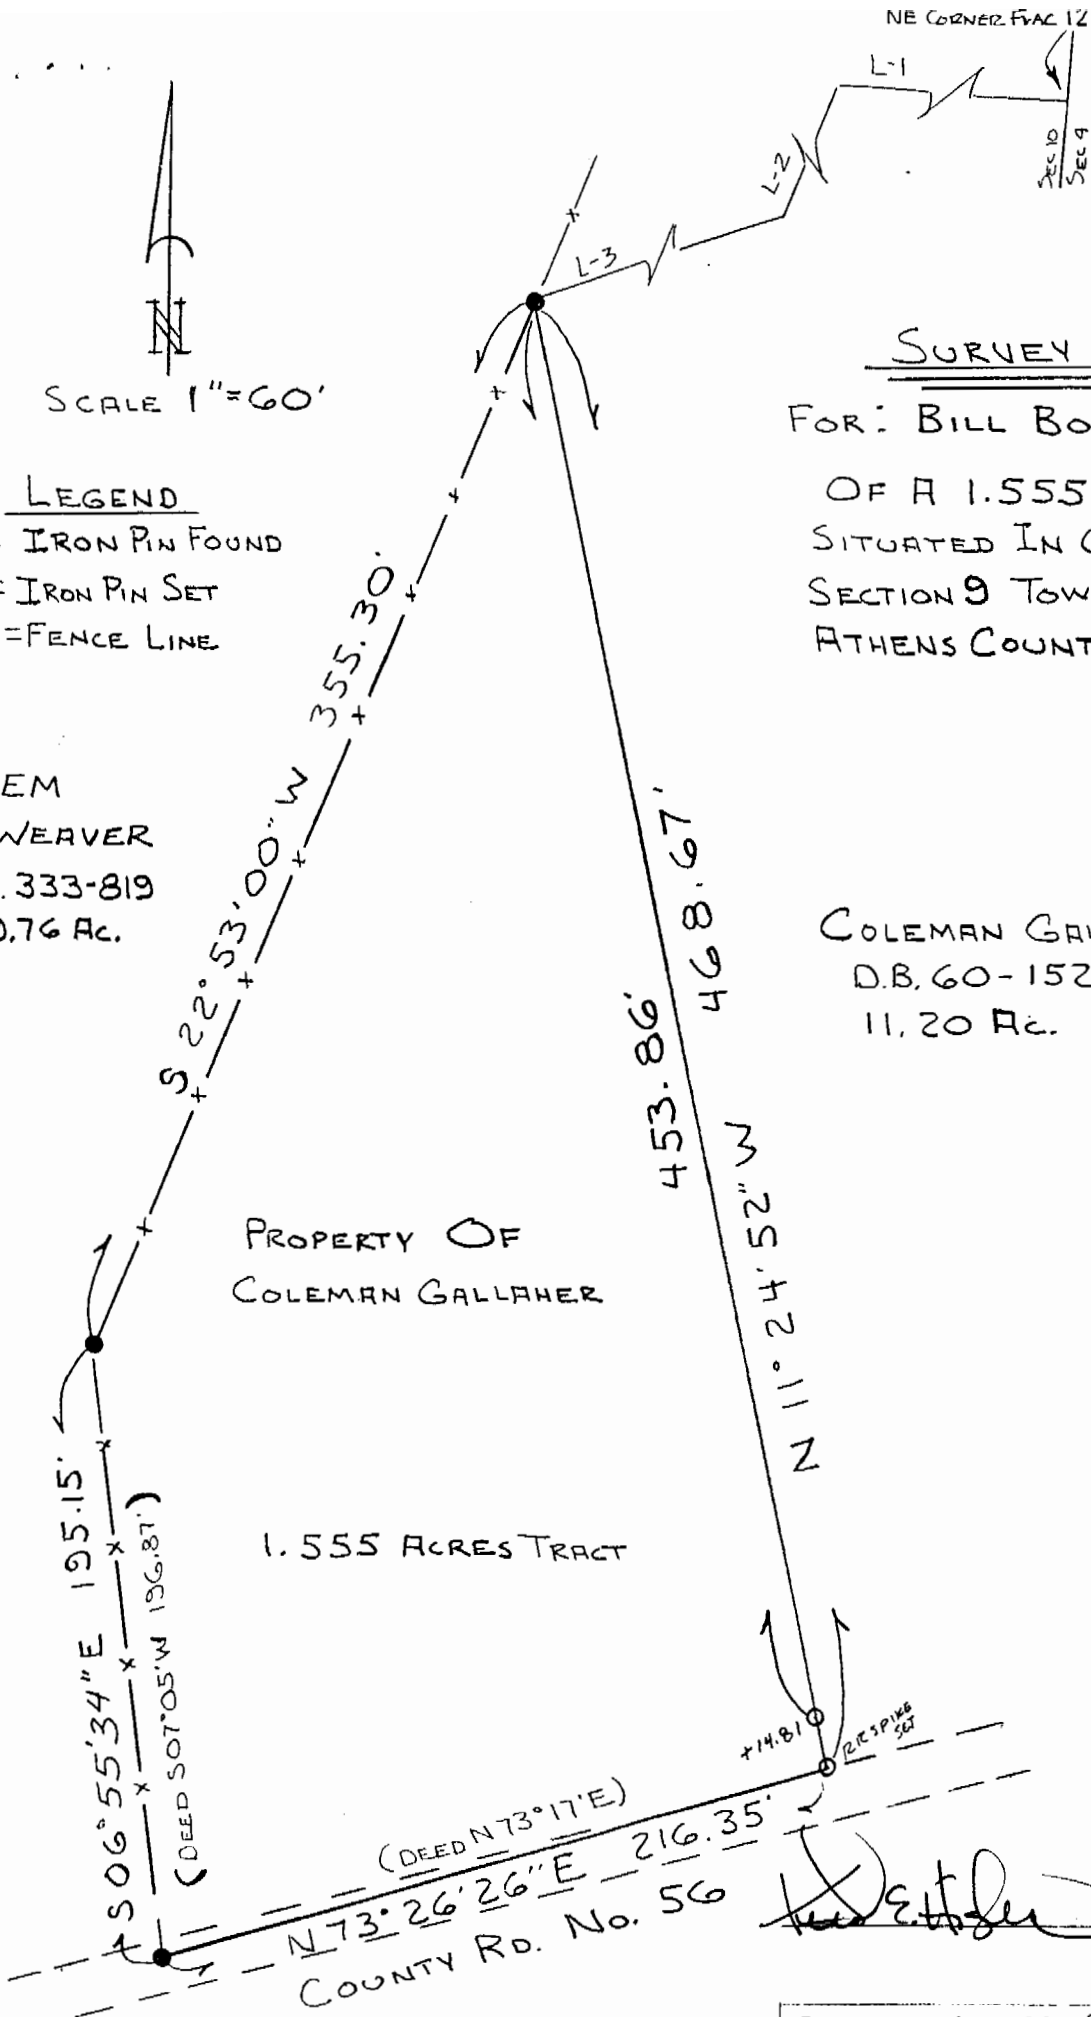 NE CORNER FRAC 12
L-1
L-2
L-3
SEC 10
SEC 9
N
SCALE 1"=60'
SURVEY
FOR: BILL BO
OF A 1.555
SITUATED IN
SECTION 9 TOW
ATHENS COUNT
LEGEND
IRON PIN FOUND
= IRON PIN SET
=FENCE LINE
EM
WEAVER
. 333-819
0.76 AC.
S 22° 53' 00" W 355.30'
453.86'
468.67'
N 11° 24' 52" W
COLEMAN GAL
D.B. 60-152
11.20 AC.
PROPERTY OF
COLEMAN GALLAHER
1.555 ACRES TRACT
S 06° 55' 34" E 195.15'
(DEED S 07° 05' W 196.87')
+14.81
RR SPIKE
SET
(DEED N 73° 17' E)
N 73° 26' 26" E 216.35'
COUNTY RD. No. 56